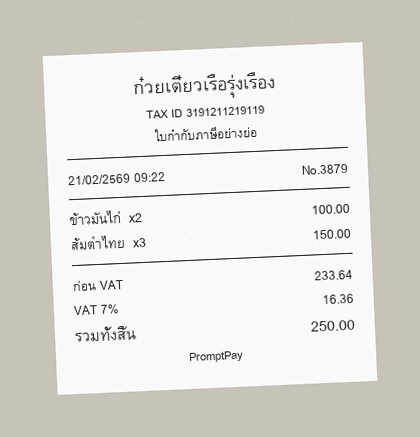 ก๋วยเตี๋ยวเรือรุ่งเรือง
TAX ID 3191211219119
ใบกำกับภาษีอย่างย่อ
21/02/2569 09:22 No.3879
ข้าวมันไก่ x2 100.00
ส้มตำไทย x3 150.00
ก่อน VAT 233.64
VAT 7% 16.36
รวมทั้งสิ้น 250.00
PromptPay